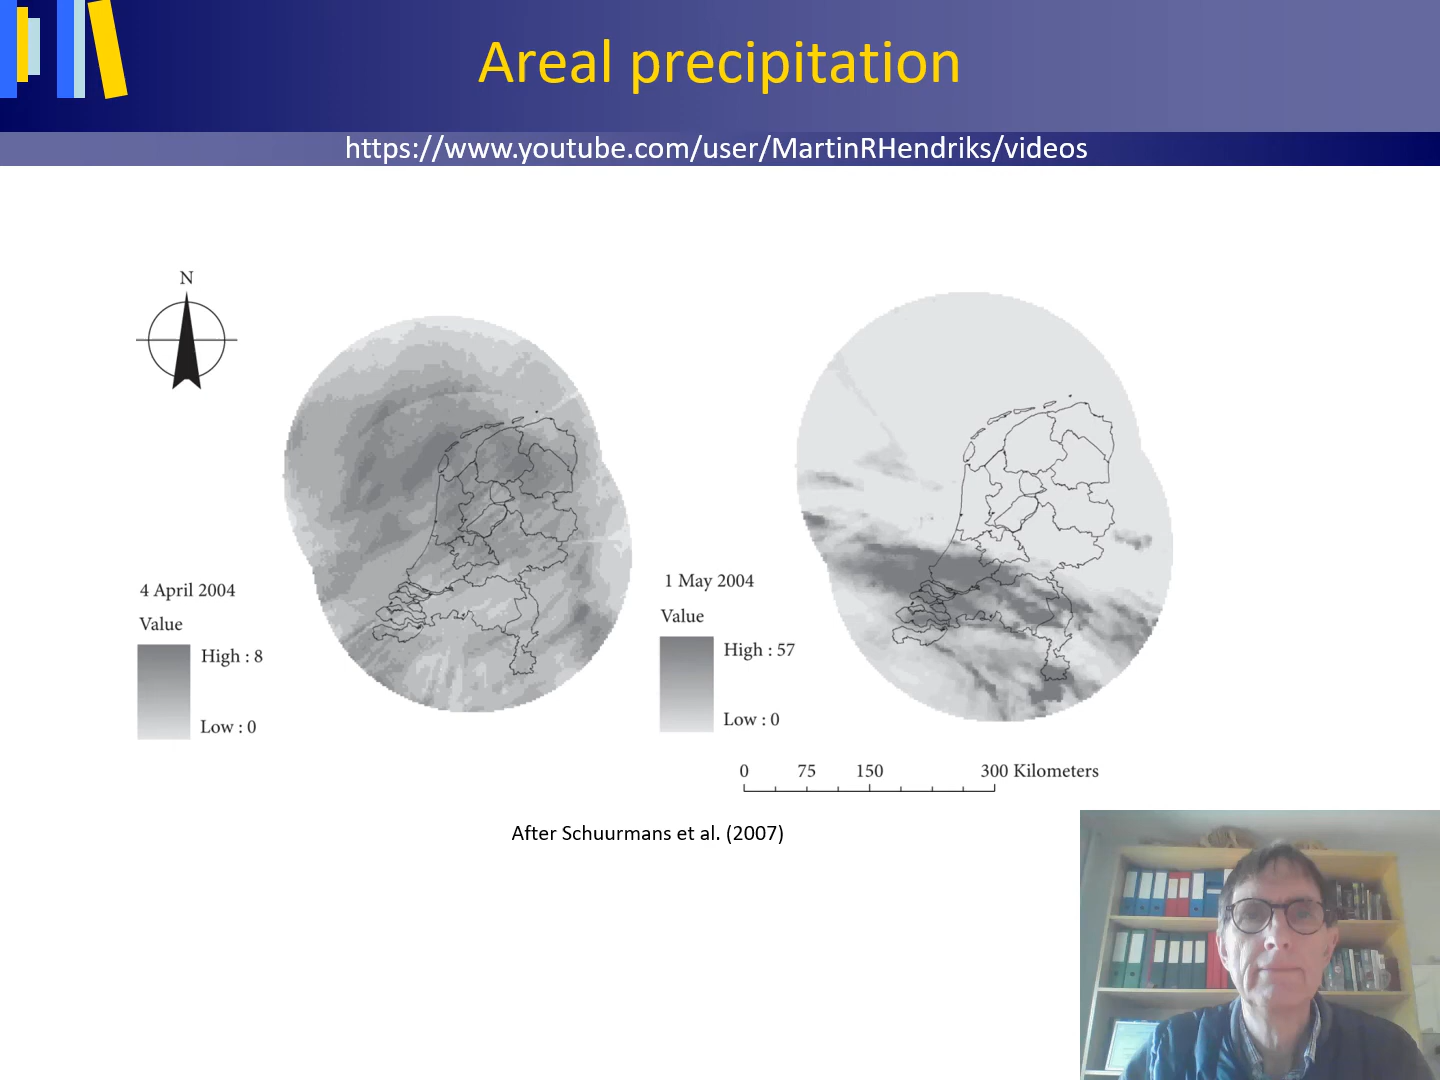 Areal precipitation
https://www.youtube.com/user/MartinRHendriks/videos
N
4 April 2004
Value
High : 8
Low : 0
1 May 2004
Value
High : 57
Low : 0
0 75 150 300 Kilometers
After Schuurmans et al. (2007)